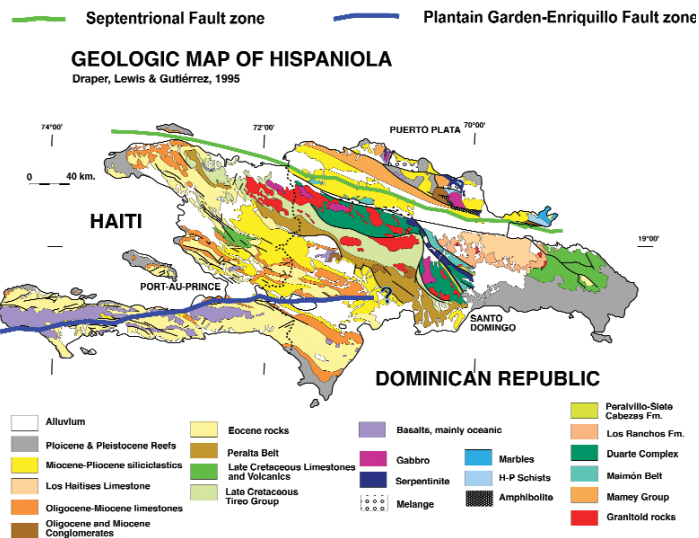 Septentrional Fault zone
Plantain Garden-Enriquillo Fault zone
GEOLOGIC MAP OF HISPANIOLA
Draper, Lewis & Gutiérrez, 1995
74°00'
72°00'
70°00'
PUERTO PLATA
0 40 km.
HAITI
19°00'
PORT-AU-PRINCE
?
SANTO
DOMINGO
DOMINICAN REPUBLIC
Alluvium
Ploicene & Pleistocene Reefs
Miocene-Pliocene siliciclastics
Los Haitises Limestone
Oligocene-Miocene limestones
Oligocene and Miocene
Conglomerates
Eocene rocks
Peralta Belt
Late Cretaceous Limestones
and Volcanics
Late Cretaceous
Tireo Group
Basalts, mainly oceanic
Gabbro
Serpentinite
Melange
Marbles
H-P Schists
Amphibolite
Peralvillo-Siete
Cabezas Fm.
Los Ranchos Fm.
Duarte Complex
Maimón Belt
Mamey Group
Granitoid rocks